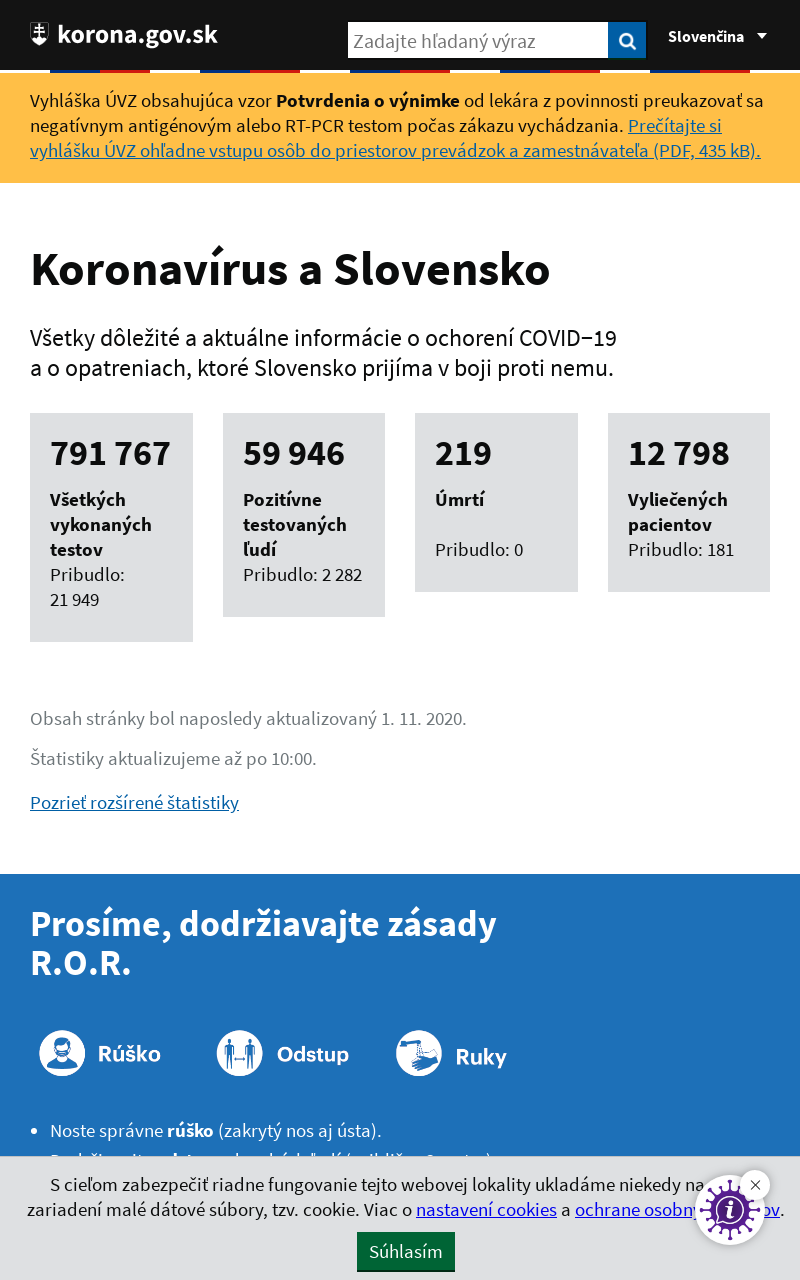 korona.gov.sk
Zadajte hľadaný výraz
Slovenčina
Vyhláška ÚVZ obsahujúca vzor Potvrdenia o výnimke od lekára z povinnosti preukazovať sa
negatívnym antigénovým alebo RT-PCR testom počas zákazu vychádzania. Prečítajte si
vyhlášku ÚVZ ohľadne vstupu osôb do priestorov prevádzok a zamestnávateľa (PDF, 435 kB).
Koronavírus a Slovensko
Všetky dôležité a aktuálne informácie o ochorení COVID−19
a o opatreniach, ktoré Slovensko prijíma v boji proti nemu.
791 767
Všetkých
vykonaných
testov
Pribudlo:
21 949
59 946
Pozitívne
testovaných
ľudí
Pribudlo: 2 282
219
Úmrtí
Pribudlo: 0
12 798
Vyliečených
pacientov
Pribudlo: 181
Obsah stránky bol naposledy aktualizovaný 1. 11. 2020.
Štatistiky aktualizujeme až po 10:00.
Pozrieť rozšírené štatistiky
Prosíme, dodržiavajte zásady
R.O.R.
Rúško
Odstup
Ruky
Noste správne rúško (zakrytý nos aj ústa).
S cieľom zabezpečiť riadne fungovanie tejto webovej lokality ukladáme niekedy na
zariadení malé dátové súbory, tzv. cookie. Viac o nastavení cookies a ochrane
Súhlasím